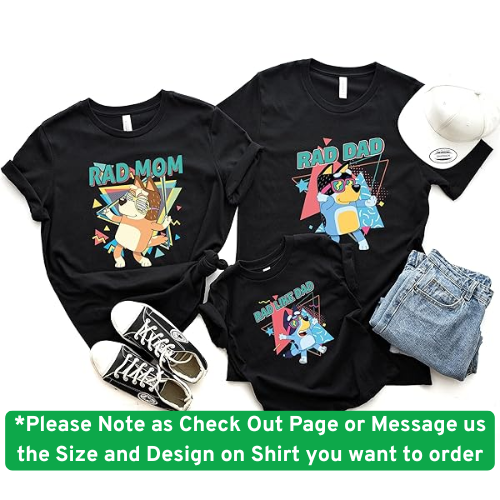 RAD MOM
RAD DAD
RAD LIKE DAD
*Please Note as Check Out Page or Message us
the Size and Design on Shirt you want to order